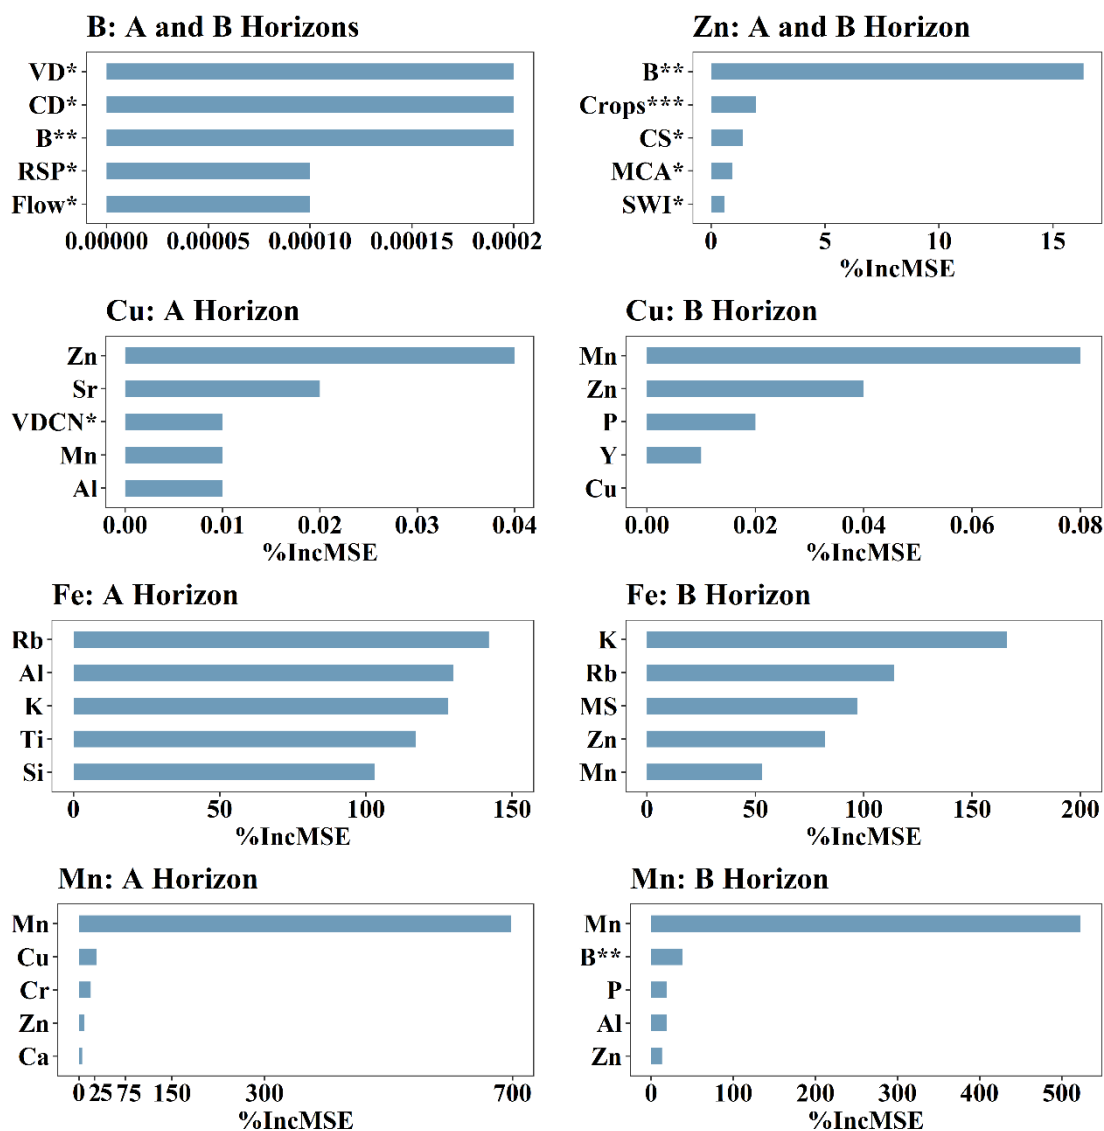 B: A and B Horizons
VD*
CD*
B**
RSP*
Flow*
0.00000 0.00005 0.00010 0.00015 0.0002
Zn: A and B Horizon
B**
Crops***
CS*
MCA*
SWI*
0 5 10 15
%IncMSE
Cu: A Horizon
Zn
Sr
VDCN*
Mn
Al
0.00 0.01 0.02 0.03 0.04
%IncMSE
Cu: B Horizon
Mn
Zn
P
Y
Cu
0.00 0.02 0.04 0.06 0.08
%IncMSE
Fe: A Horizon
Rb
Al
K
Ti
Si
0 50 100 150
%IncMSE
Fe: B Horizon
K
Rb
MS
Zn
Mn
0 50 100 150 200
%IncMSE
Mn: A Horizon
Mn
Cu
Cr
Zn
Ca
0 25 75 150 300 700
%IncMSE
Mn: B Horizon
Mn
B**
P
Al
Zn
0 100 200 300 400 500
%IncMSE